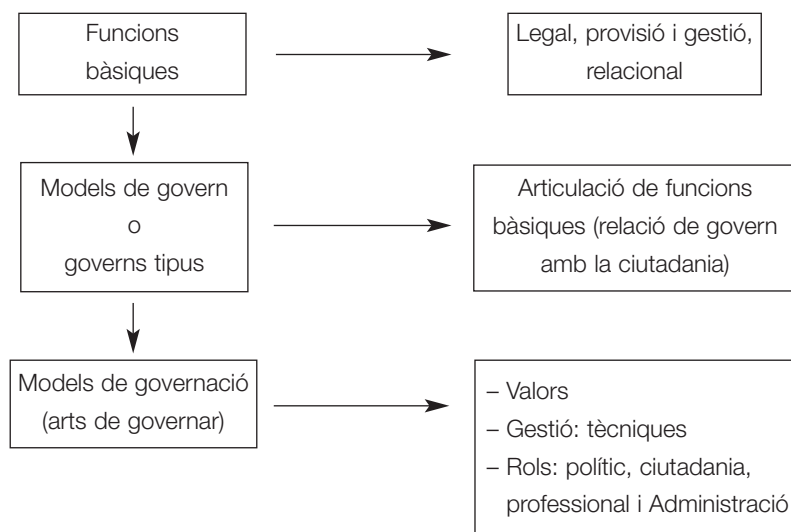 Funcions
bàsiques
Legal, provisió i gestió,
relacional
Models de govern
o
governs tipus
Articulació de funcions
bàsiques (relació de govern
amb la ciutadania)
Models de governació
(arts de governar)
– Valors
– Gestió: tècniques
– Rols: polític, ciutadania,
professional i Administració